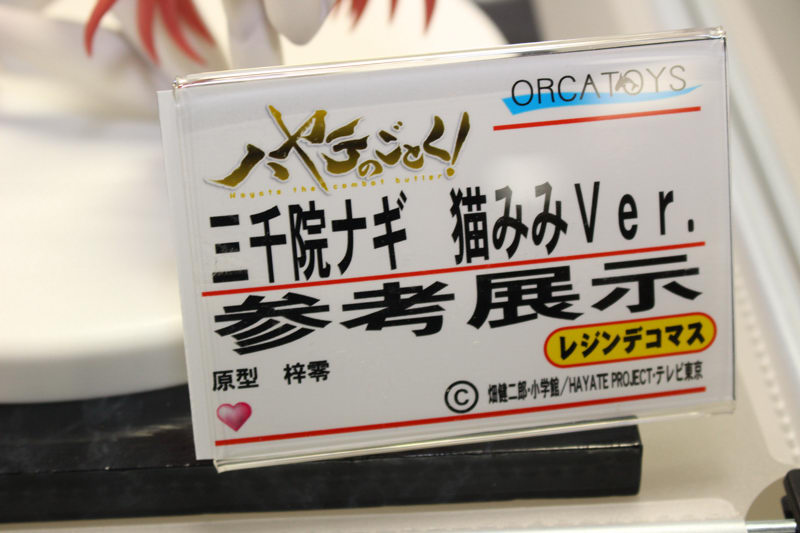 ORCATOYS
ハヤテのごとく!
Hayate the combat butler
三千院ナギ 猫みみVer.
参考展示
レジンデコマス
原型 梓零
©畑健二郎・小学館/HAYATE PROJECT・テレビ東京